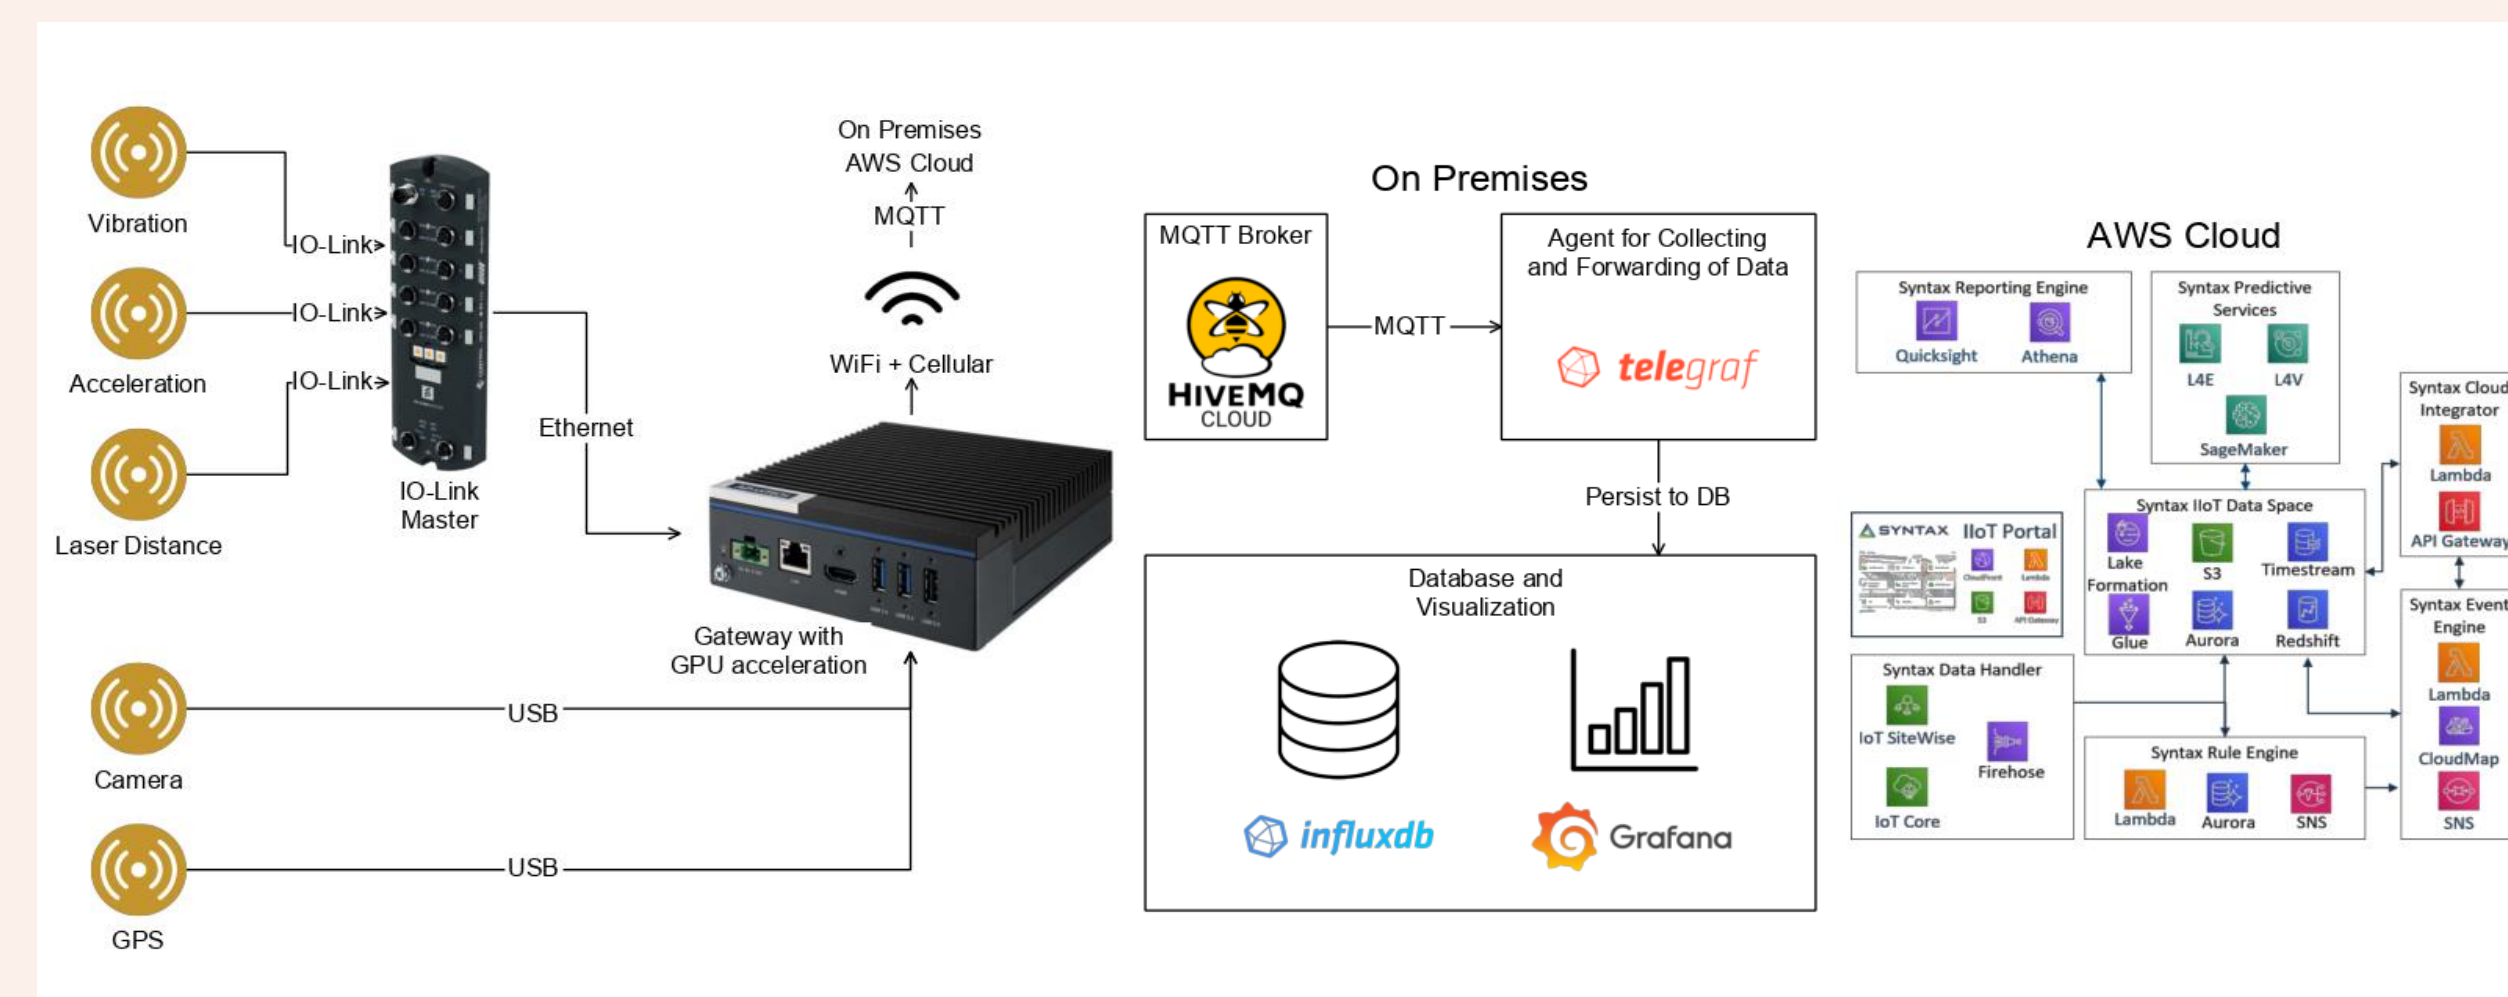 Vibration
IO-Link
Acceleration
IO-Link
Laser Distance
IO-Link
IO-Link
Master
Ethernet
On Premises
AWS Cloud
MQTT
WiFi + Cellular
Gateway with
GPU acceleration
Camera
USB
GPS
USB
On Premises
MQTT Broker
HIVEMQ
CLOUD
MQTT
Agent for Collecting
and Forwarding of Data
telegraf
Persist to DB
Database and
Visualization
influxdb
Grafana
AWS Cloud
Syntax Reporting Engine
Quicksight
Athena
Syntax Predictive
Services
L4E
L4V
SageMaker
Syntax Cloud
Integrator
Lambda
API Gateway
SYNTAX IIoT Portal
CloudFront
Lambda
S3
API Gateway
Syntax IIoT Data Space
Lake
Formation
S3
Timestream
Glue
Aurora
Redshift
Syntax Data Handler
IoT SiteWise
Firehose
IoT Core
Syntax Rule Engine
Lambda
Aurora
SNS
Syntax Event
Engine
Lambda
CloudMap
SNS